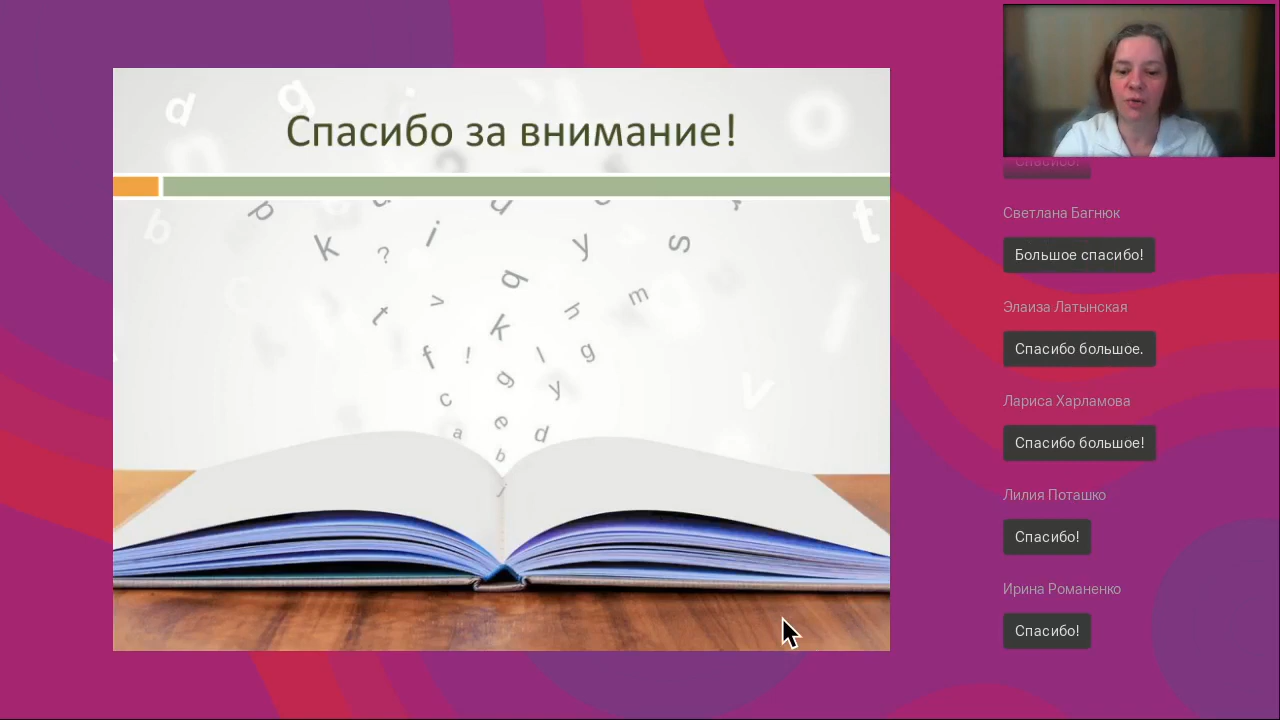 Спасибо за внимание!
Спасибо!
Светлана Багнюк
Большое спасибо!
Элаиза Латынская
Спасибо большое.
Лариса Харламова
Спасибо большое!
Лилия Поташко
Спасибо!
Ирина Романенко
Спасибо!